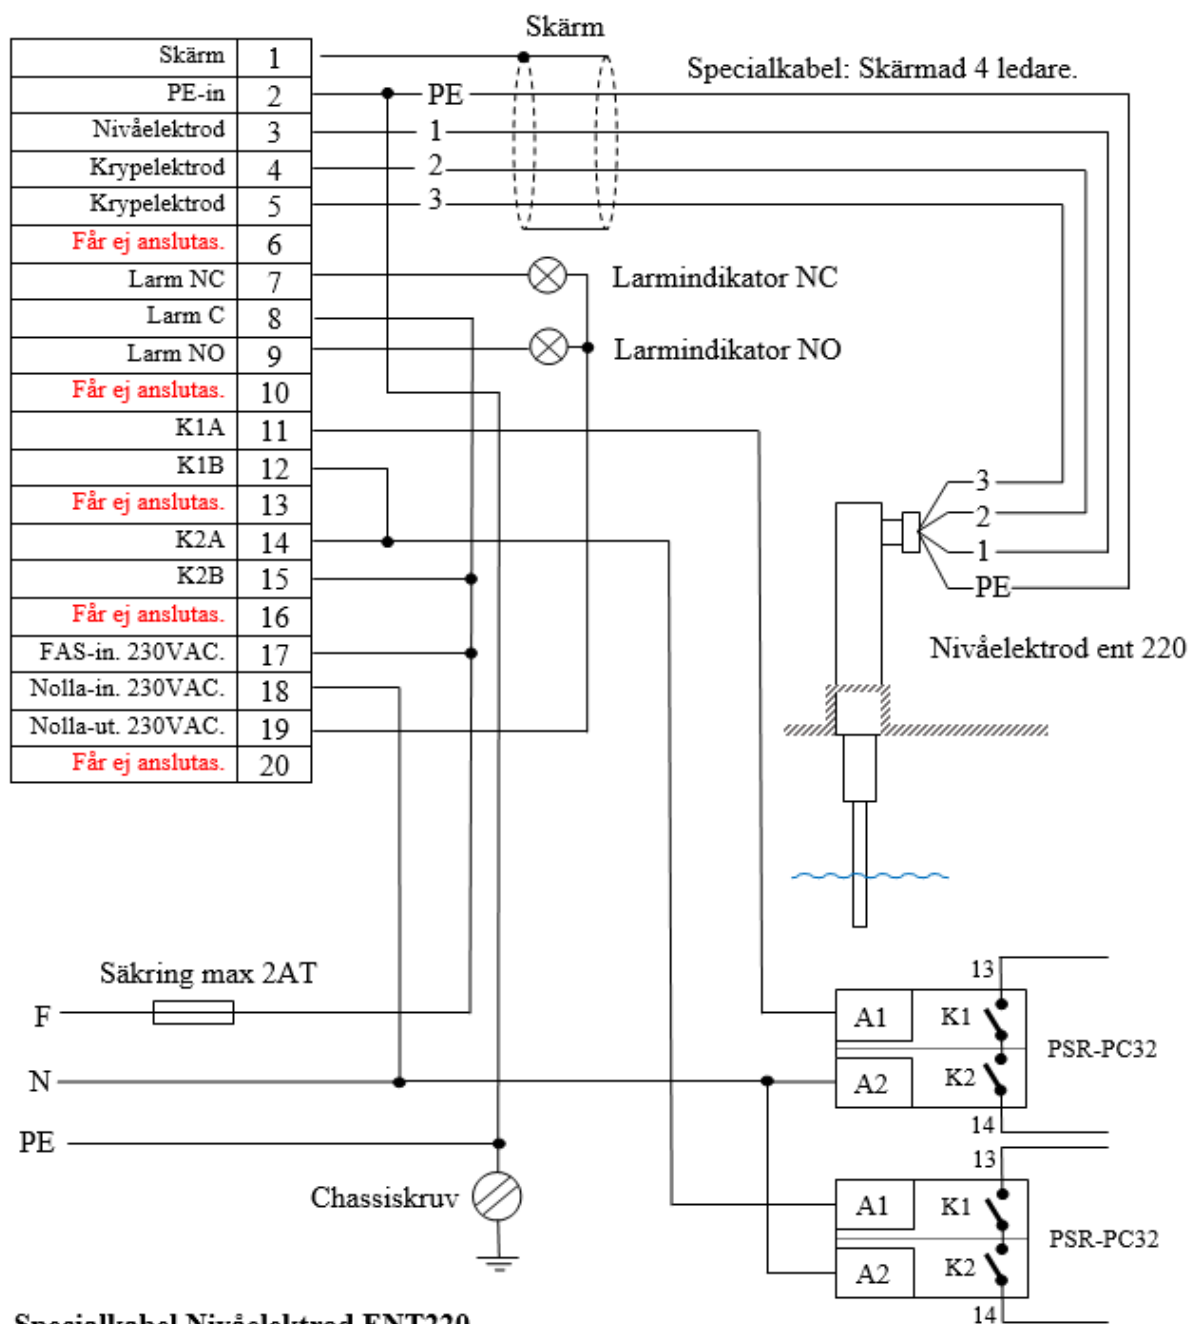 Skärm
Skärm 1
Specialkabel: Skärmad 4 ledare.
PE-in 2 PE
Nivåelektrod 3 1
Krypelektrod 4 2
Krypelektrod 5 3
Får ej anslutas. 6
Larm NC 7 Larmindikator NC
Larm C 8
Larm NO 9 Larmindikator NO
Får ej anslutas. 10
K1A 11
K1B 12
Får ej anslutas. 13
K2A 14
K2B 15
Får ej anslutas. 16
FAS-in. 230VAC. 17
Nolla-in. 230VAC. 18
Nolla-ut. 230VAC. 19
Får ej anslutas. 20
3
2
1
PE
Nivåelektrod ent 220
Säkring max 2AT
F
N
PE
Chassiskruv
13
A1 K1
PSR-PC32
A2 K2
14
13
A1 K1
PSR-PC32
A2 K2
14
Specialkabel Nivåelektrod ENT220